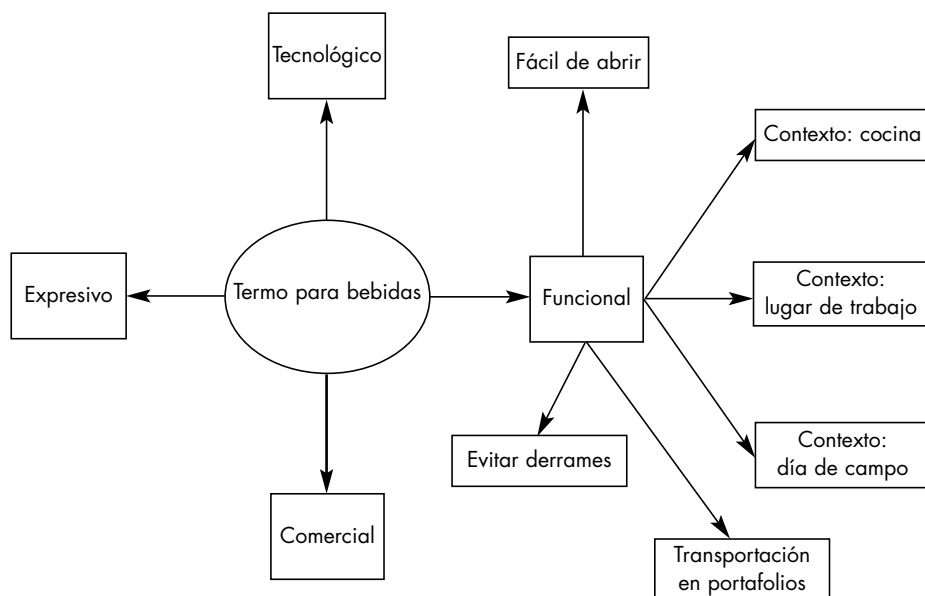 Tecnológico
Fácil de abrir
Contexto: cocina
Expresivo
Termo para bebidas
Funcional
Contexto:
lugar de trabajo
Evitar derrames
Contexto:
día de campo
Comercial
Transportación
en portafolios